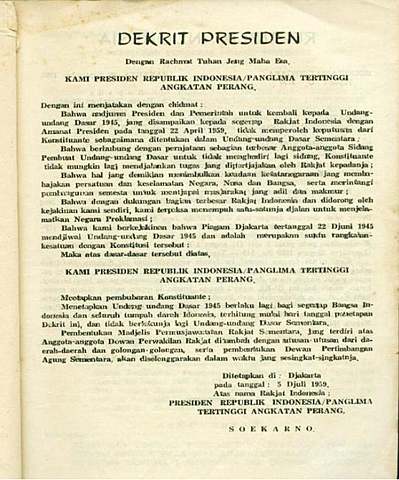 DEKRIT PRESIDEN
Dengan Rachmat Tuhan Jang Maha Esa,
KAMI PRESIDEN REPUBLIK INDONESIA/PANGLIMA TERTINGGI
ANGKATAN PERANG,
Dengan ini menjatakan dengan chidmat :
Bahwa andjuran Presiden dan Pemerintah untuk kembali kepada Undang-
undang Dasar 1945, jang disampaikan kepada segenap Rakjat Indonesia dengan
Amanat Presiden pada tanggal 22 April 1959, tidak memperoleh keputusan dari
Konstituante sebagaimana ditentukan dalam Undang-undang Dasar Sementara ;
Bahwa berhubung dengan pernjataan sebagian terbesar Anggota-anggota Sidang
Pembuat Undang-undang Dasar untuk tidak menghadiri lagi sidang, Konstituante
tidak mungkin lagi menjelesaikan tugas jang dipertjajakan oleh Rakjat kepadanja ;
Bahwa hal jang demikian menimbulkan keadaan ketatanegaraan jang memba-
hajakan persatuan dan keselamatan Negara, Nusa dan Bangsa, serta merintangi
pembangunan semesta untuk mentjapai masjarakat jang adil dan makmur ;
Bahwa dengan dukungan bagian terbesar Rakjat Indonesia dan didorong oleh
kejakinan kami sendiri, kami terpaksa menempuh satu-satunja djalan untuk menjela-
matkan Negara Proklamasi ;
Bahwa kami berkejakinan bahwa Piagam Djakarta tertanggal 22 Djuni 1945
mendjiwai Undang-undang Dasar 1945 dan adalah merupakan suatu rangkaian-
kesatuan dengan Konstitusi tersebut :
Maka atas dasar-dasar tersebut diatas,
KAMI PRESIDEN REPUBLIK INDONESIA/PANGLIMA TERTINGGI
ANGKATAN PERANG,
Menetapkan pembubaran Konstituante ;
Menetapkan Undang-undang Dasar 1945 berlaku lagi bagi segenap Bangsa In-
donesia dan seluruh tumpah darah Idonesia, terhitung mulai hari tanggal penetapan
Dekrit ini, dan tidak berlakunja lagi Undang-undang Dasar Sementara,
Pembentukan Madjelis Permusjawaratan Rakjat Sementara, jang terdiri atas
Anggota-anggota Dewan Perwakilan Rakjat ditambah dengan utusan-utusan dari da-
erah-daerah dan golongan-golongan, serta pembentukan Dewan Pertimbangan
Agung Sementara, akan diselenggarakan dalam waktu jang sesingkat-singkatnja,
Ditetapkan di : Djakarta
pada tanggal : 5 Djuli 1959,
Atas nama Rakjat Indonesia ;
PRESIDEN REPUBLIK INDONESIA/PANGLIMA
TERTINGGI ANGKATAN PERANG,
SOEKARNO.